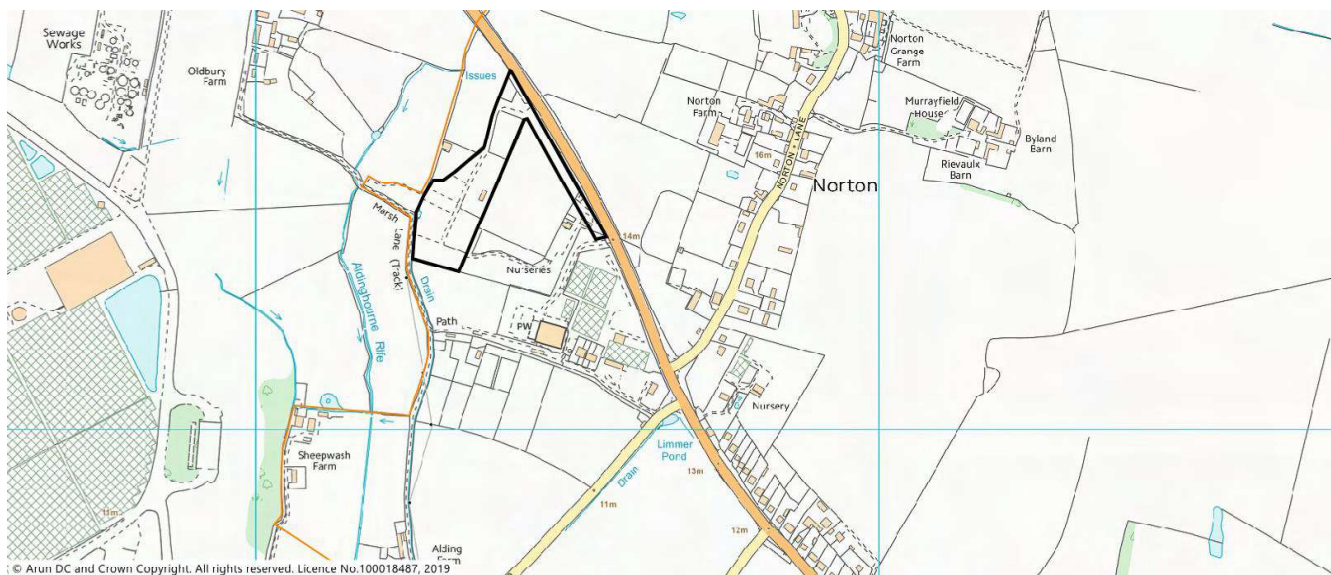 Sewage
Works
Oldbury
Farm
Issues
Norton
Grange
Farm
Norton
Farm
Murrayfield
House
Byland
Barn
16m
NORTON LANE
Rievaulx
Barn
Norton
Marsh Lane (Track)
14m
Nurseries
Drain
Aldingbourne Rife
Path
PW
Nursery
Limmer
Pond
Sheepwash
Farm
Drain
13m
11m
11m
12m
Alding
Farm
© Arun DC and Crown Copyright. All rights reserved. Licence No.100018487, 2019